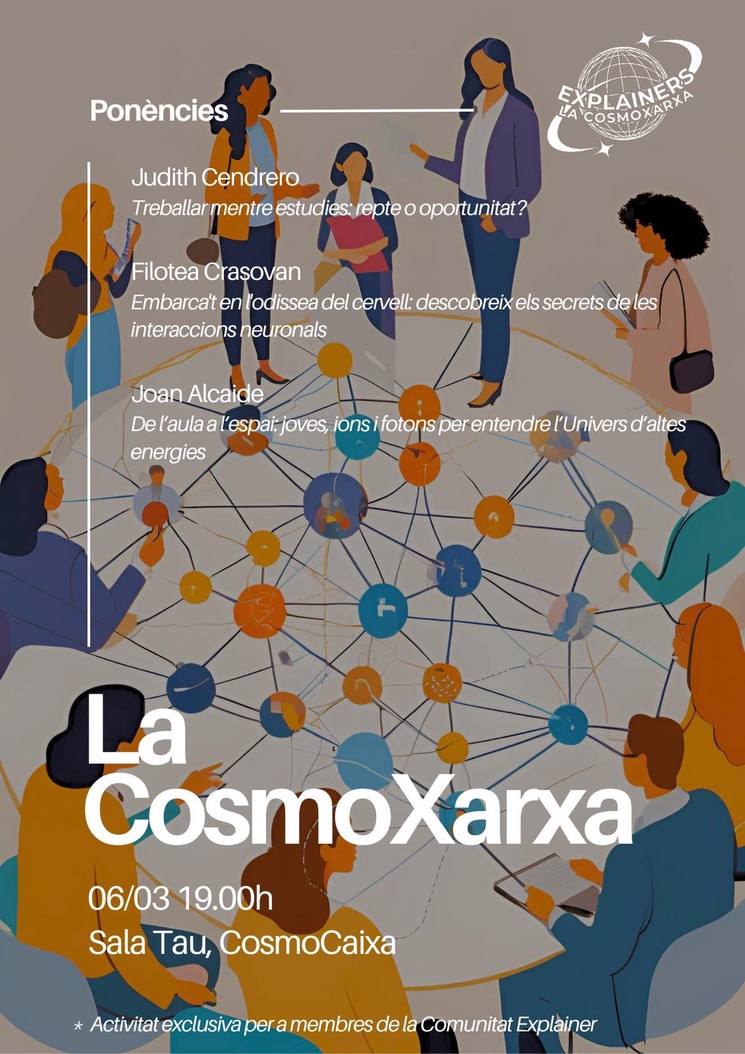 EXPLAINERS
LA COSMOXARXA
Ponències
Judith Cendrero
Treballar mentre estudies: repte o oportunitat?
Filotea Crasovan
Embarca't en l'odissea del cervell: descobreix els secrets de les
interaccions neuronals
Joan Alcaide
De l’aula a l’espai: joves, ions i fotons per entendre l’Univers d’altes
energies
La
CosmoXarxa
06/03 19.00h
Sala Tau, CosmoCaixa
* Activitat exclusiva per a membres de la Comunitat Explainer